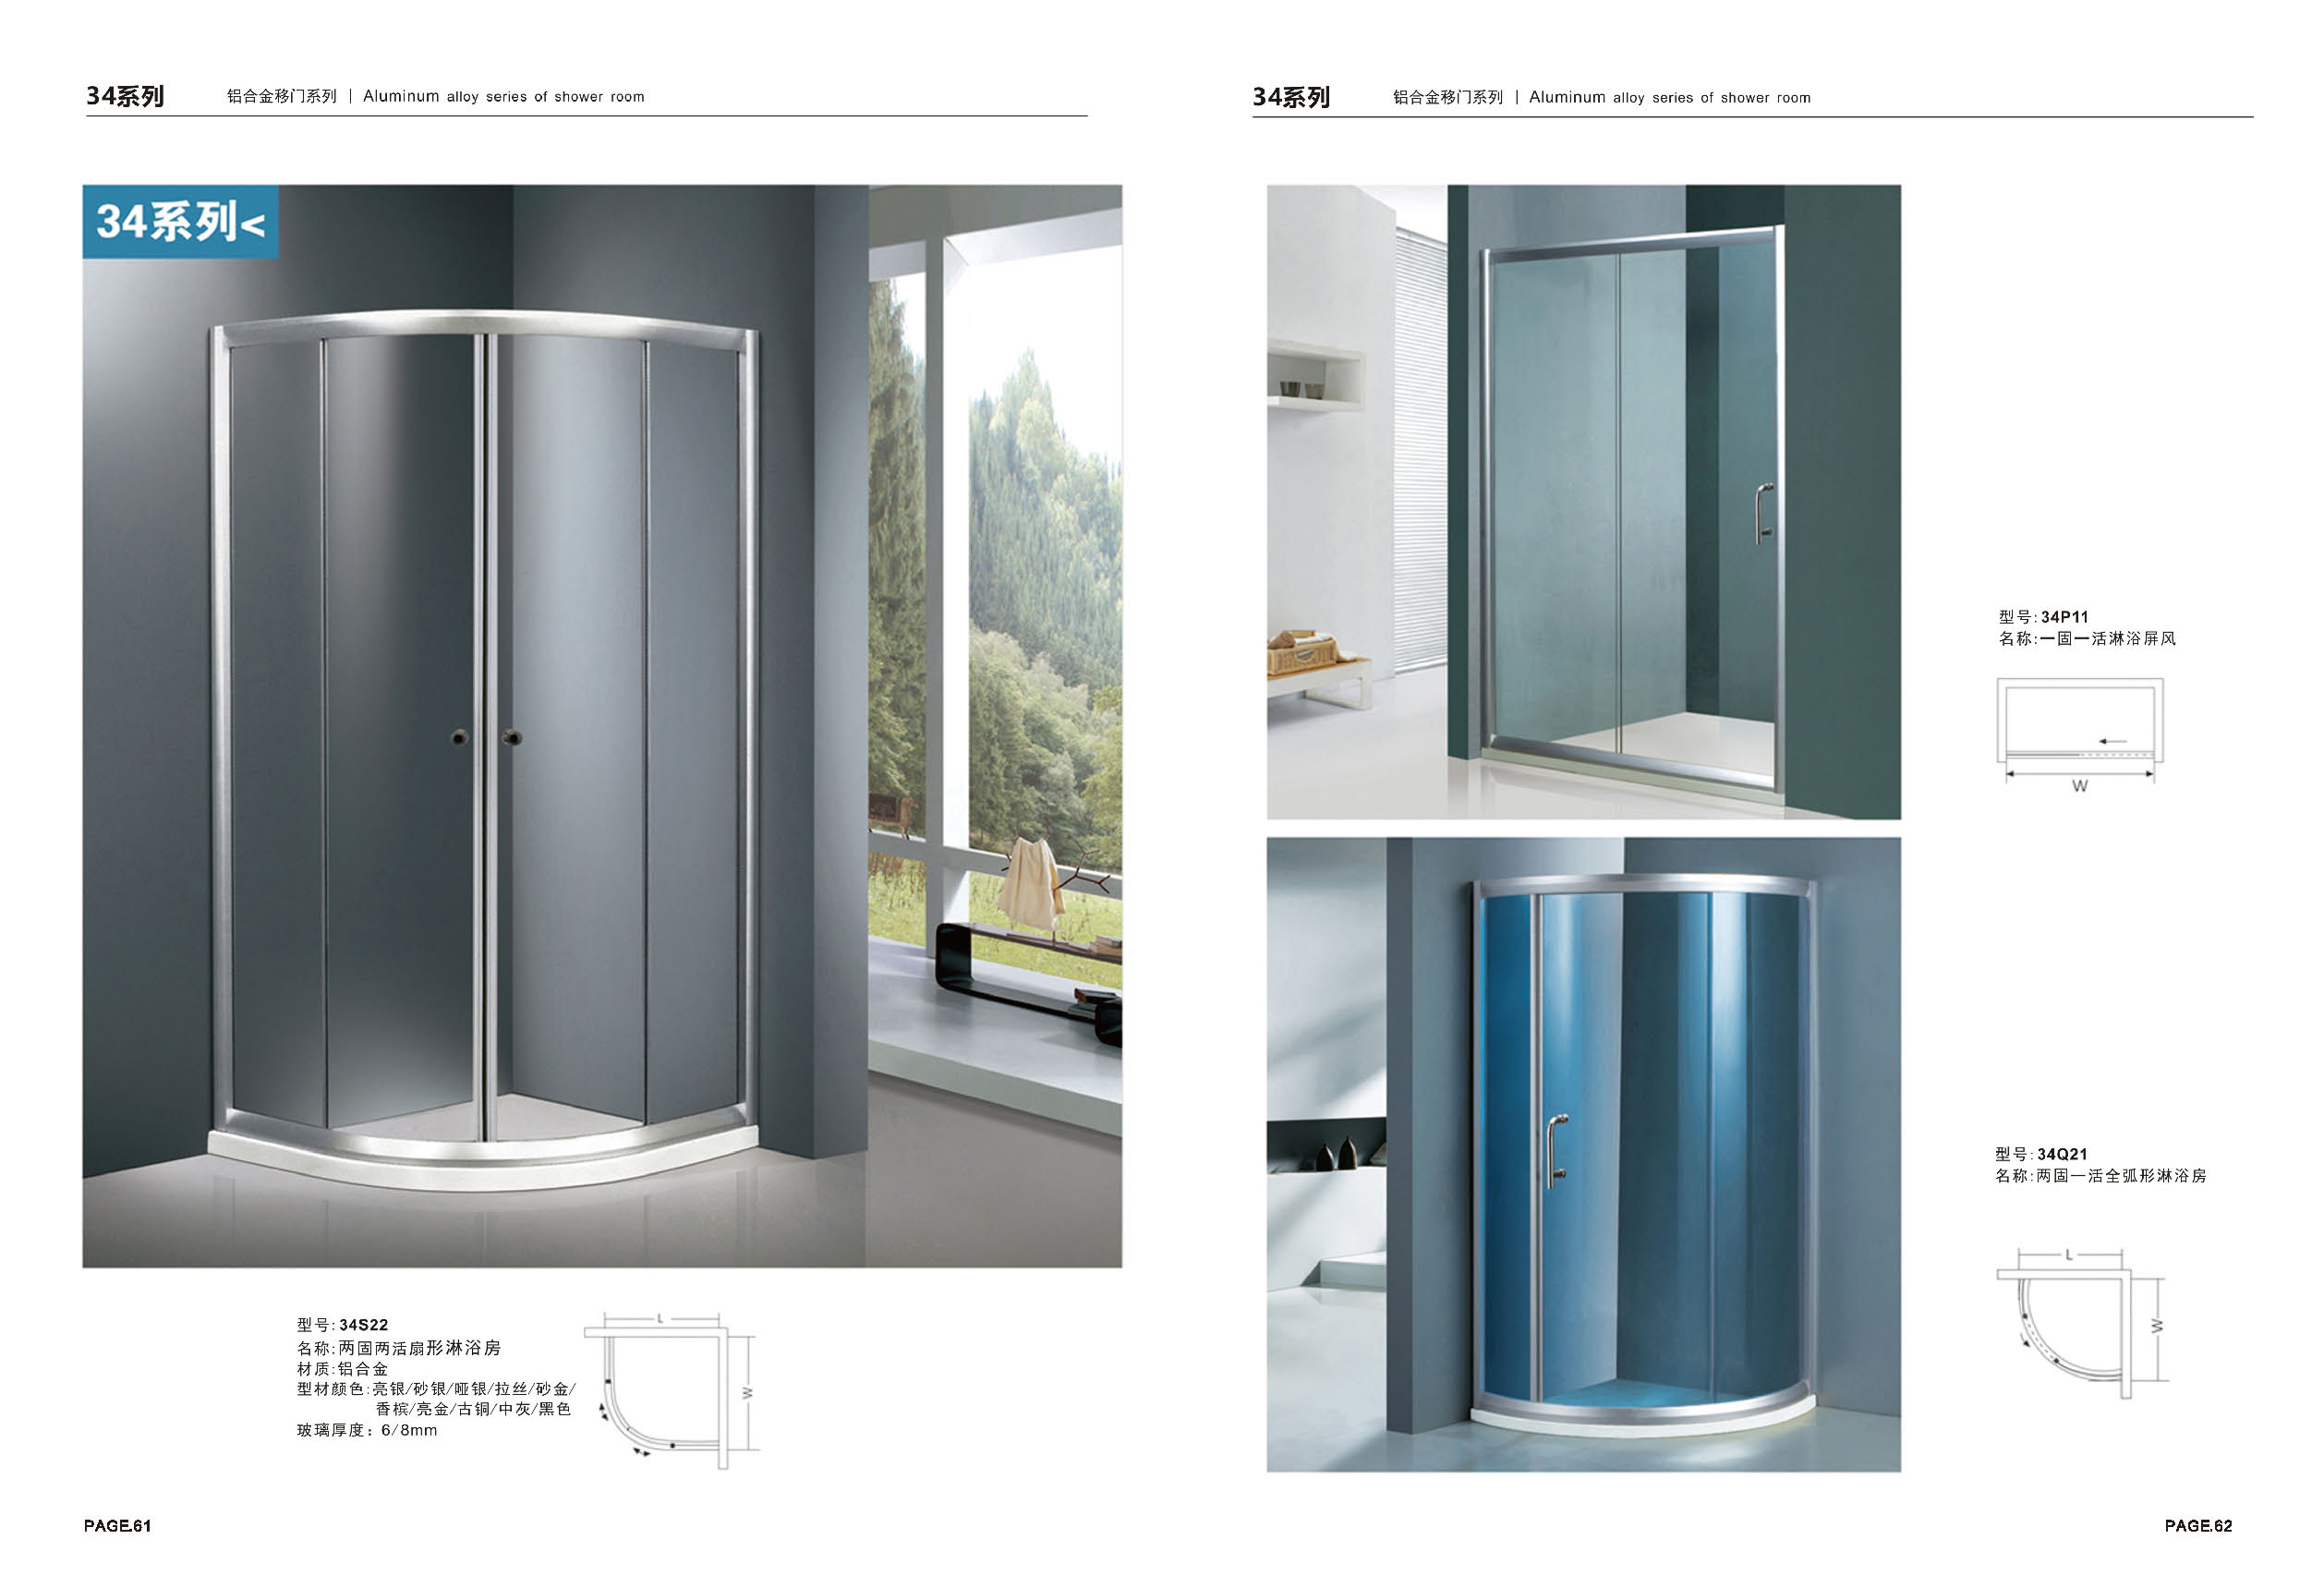 34系列 铝合金移门系列 | Aluminum alloy series of shower room
34系列<
型号: 34S22
名称:两固两活扇形淋浴房
材质:铝合金
型材颜色:亮银/砂银/哑银/拉丝/砂金/
香槟/亮金/古铜/中灰/黑色
玻璃厚度：6/8mm
L
W
PAGE.61
34系列 铝合金移门系列 | Aluminum alloy series of shower room
型号: 34P11
名称:一固一活淋浴屏风
W
型号: 34Q21
名称:两固一活全弧形淋浴房
L
W
PAGE.62